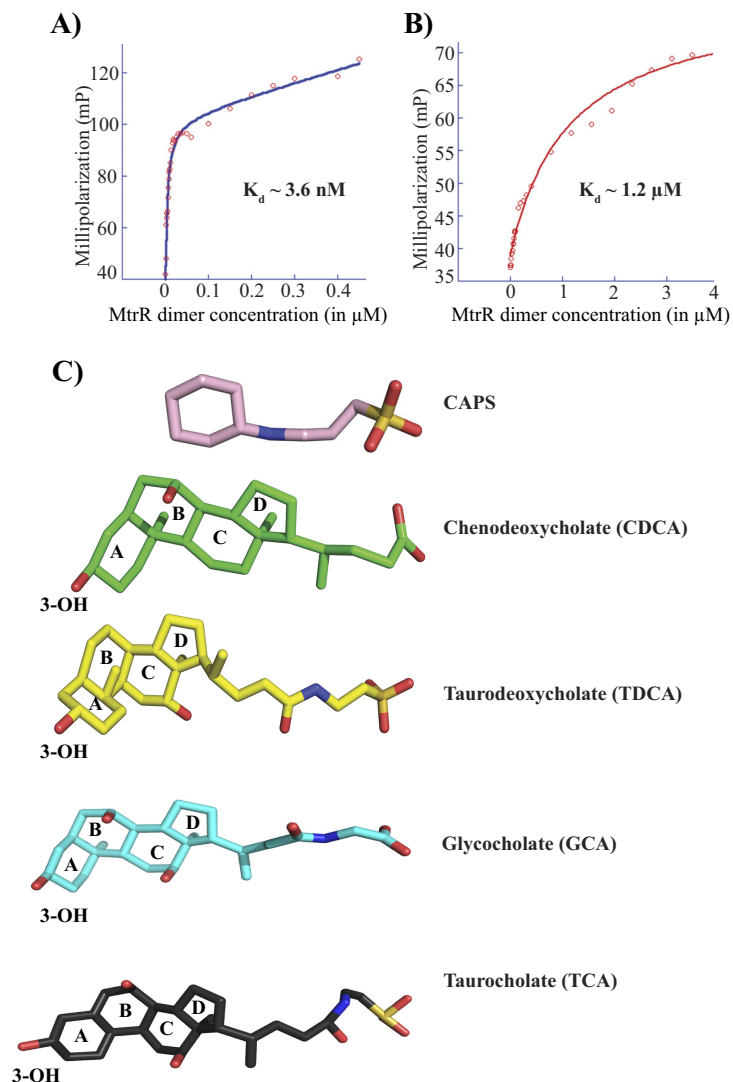 A)
Millipolarization (mP)
120
100
80
60
40
0
0.1
0.2
0.3
0.4
K_d ~ 3.6 nM
MtrR dimer concentration (in µM)
B)
Millipolarization (mP)
70
65
60
55
50
45
40
35
0
1
2
3
4
K_d ~ 1.2 µM
MtrR dimer concentration (in µM)
C)
CAPS
A
B
C
D
3-OH
Chenodeoxycholate (CDCA)
A
B
C
D
3-OH
Taurodeoxycholate (TDCA)
A
B
C
D
3-OH
Glycocholate (GCA)
A
B
C
D
3-OH
Taurocholate (TCA)